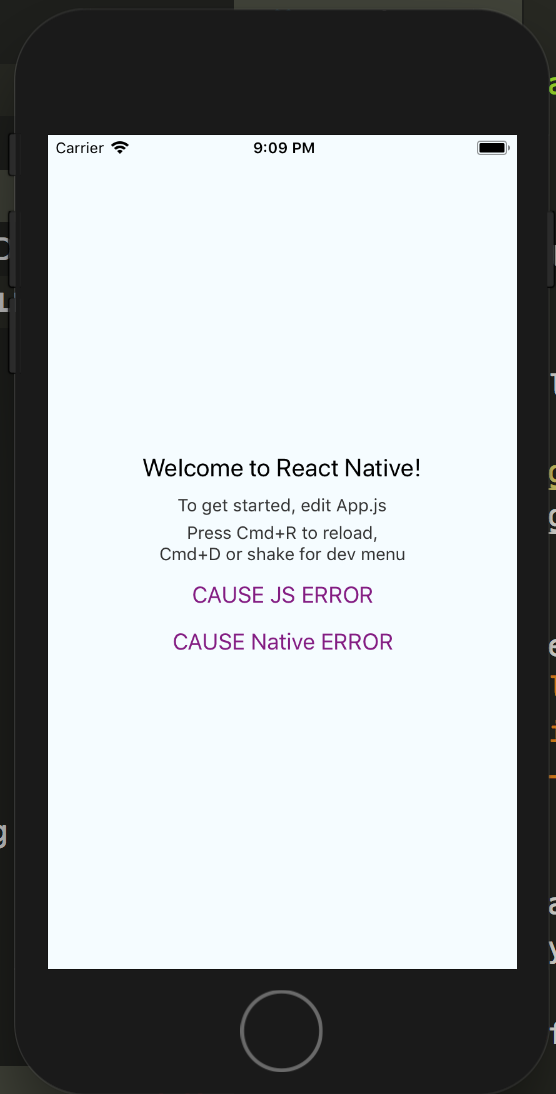 Carrier 9:09 PM
Welcome to React Native!
To get started, edit App.js
Press Cmd+R to reload,
Cmd+D or shake for dev menu
CAUSE JS ERROR
CAUSE Native ERROR